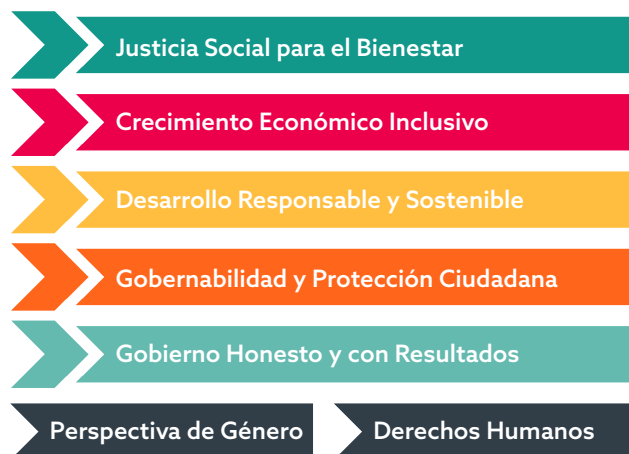 Justicia Social para el Bienestar
Crecimiento Económico Inclusivo
Desarrollo Responsable y Sostenible
Gobernabilidad y Protección Ciudadana
Gobierno Honesto y con Resultados
Perspectiva de Género
Derechos Humanos